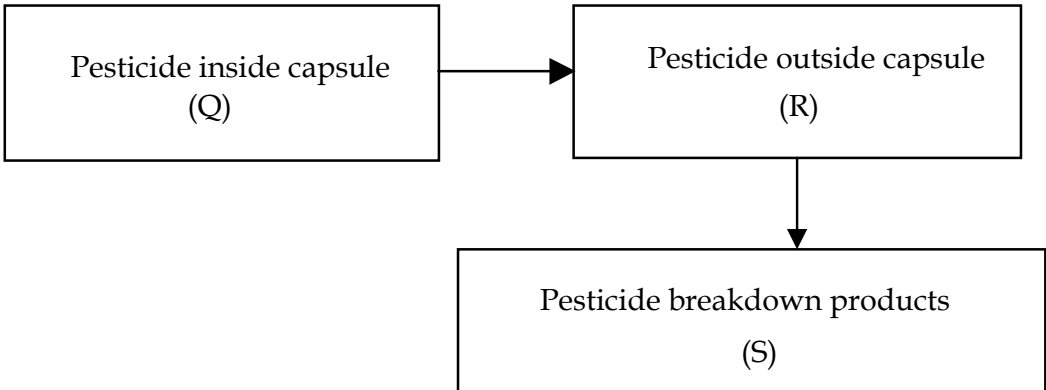 Pesticide inside capsule
(Q)
Pesticide outside capsule
(R)
Pesticide breakdown products
(S)